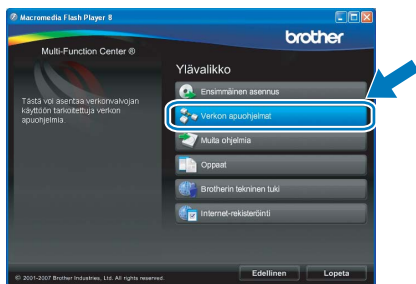 Macromedia Flash Player 8
brother
Multi-Function Center ®
Ylävalikko
Ensimmäinen asennus
Tästä voi asentaa verkonvalvojan
käyttöön tarkoitettuja verkon
apuohjelmia.
Verkon apuohjelmat
Muita ohjelmia
Oppaat
Brotherin tekninen tuki
Internet-rekisteröinti
© 2001-2007 Brother Industries, Ltd. All rights reserved.
Edellinen
Lopeta